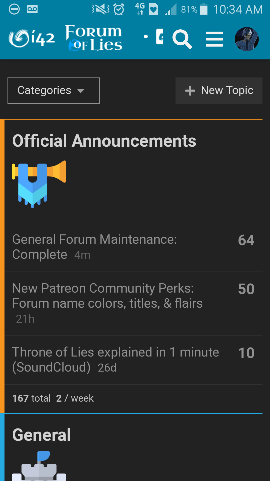 4G 81% 10:34 AM
i42 Forum of Lies
Categories
+ New Topic
Official Announcements
General Forum Maintenance: 64
Complete 4m
New Patreon Community Perks: 50
Forum name colors, titles, & flairs
21h
Throne of Lies explained in 1 minute 10
(SoundCloud) 26d
167 total 2 / week
General